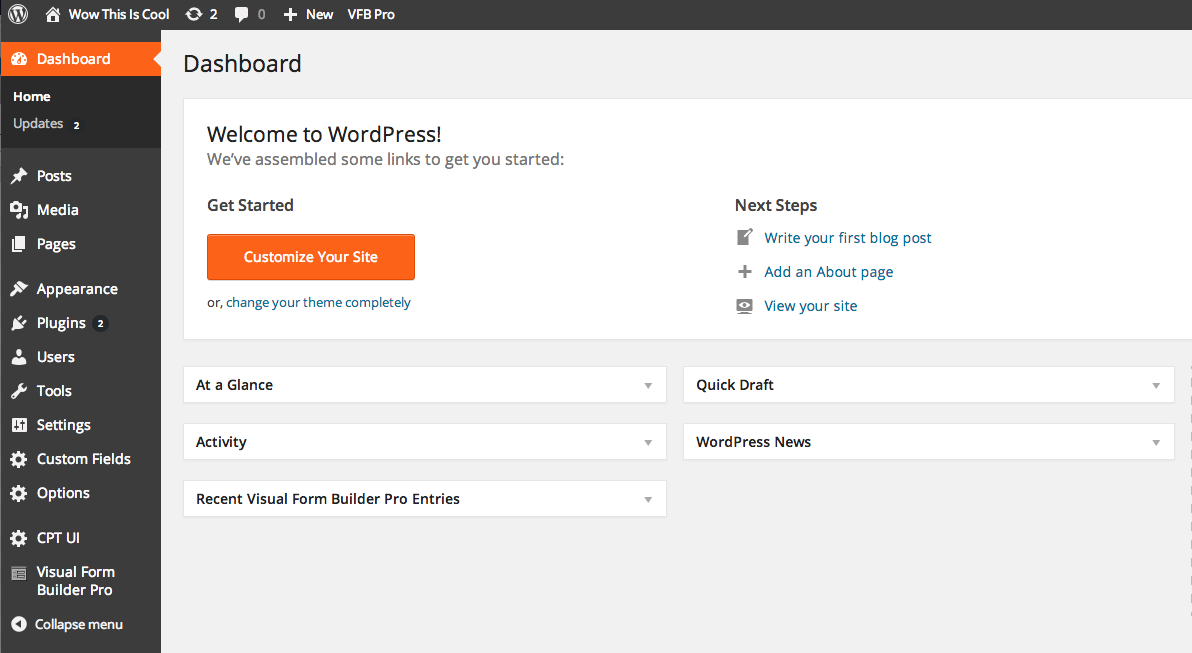 Wow This Is Cool 2 0 New VFB Pro
Dashboard
Home
Updates 2
Posts
Media
Pages
Appearance
Plugins 2
Users
Tools
Settings
Custom Fields
Options
CPT UI
Visual Form
Builder Pro
Collapse menu
Dashboard
Welcome to WordPress!
We've assembled some links to get you started:
Get Started
Customize Your Site
or, change your theme completely
Next Steps
Write your first blog post
Add an About page
View your site
At a Glance
Activity
Recent Visual Form Builder Pro Entries
Quick Draft
WordPress News